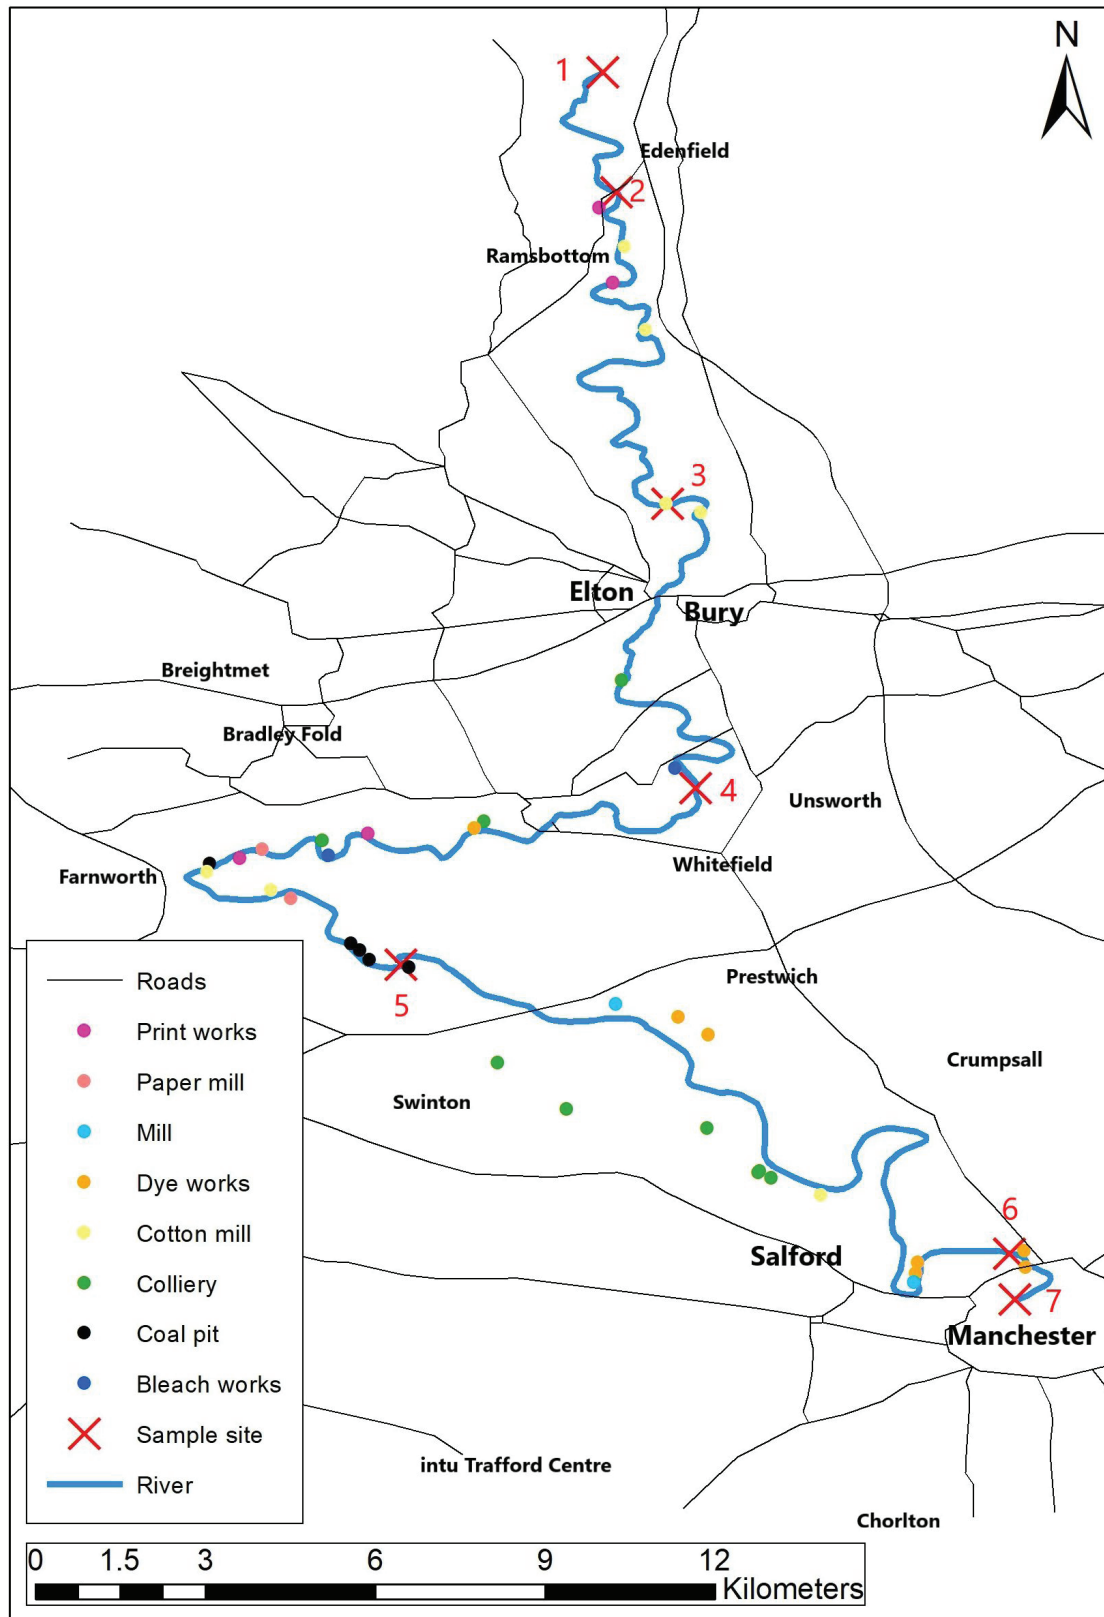 N
1
Edenfield
2
Ramsbottom
3
Elton
Bury
Breightmet
Bradley Fold
4
Unsworth
Whitefield
Farnworth
Prestwich
5
Crumpsall
Swinton
6
Salford
7
Manchester
intu Trafford Centre
Chorlton
Roads
Print works
Paper mill
Mill
Dye works
Cotton mill
Colliery
Coal pit
Bleach works
Sample site
River
0 1.5 3 6 9 12
Kilometers